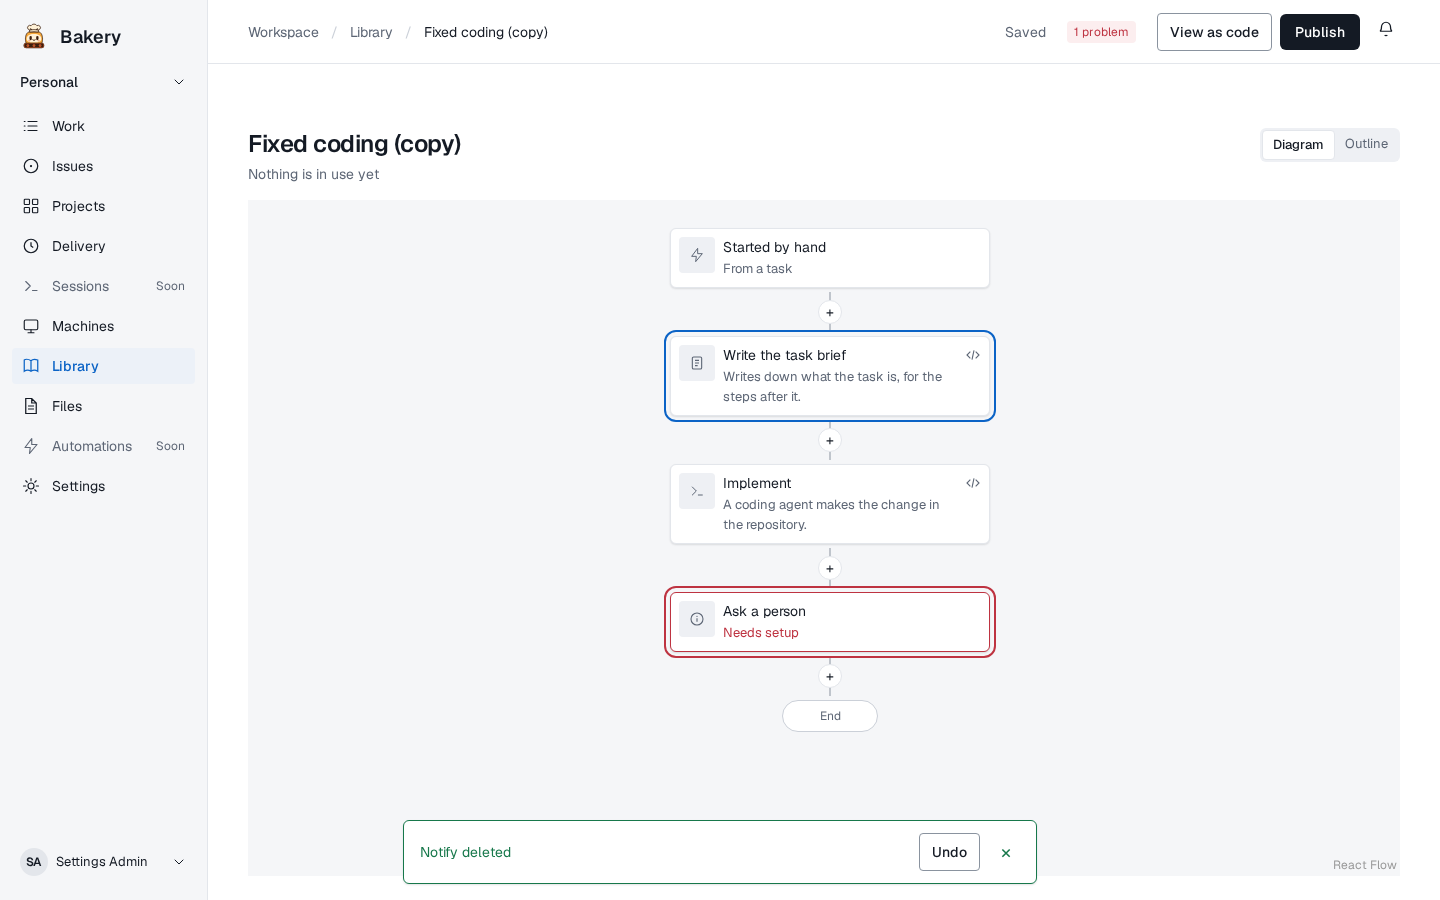 Bakery
Personal
Work
Issues
Projects
Delivery
Sessions Soon
Machines
Library
Files
Automations Soon
Settings
SA Settings Admin
Workspace / Library / Fixed coding (copy)
Saved 1 problem View as code Publish
Fixed coding (copy)
Nothing is in use yet
Diagram Outline
Started by hand
From a task
+
Write the task brief
Writes down what the task is, for the
steps after it.
+
Implement
A coding agent makes the change in
the repository.
+
Ask a person
Needs setup
+
End
Notify deleted Undo ×
React Flow